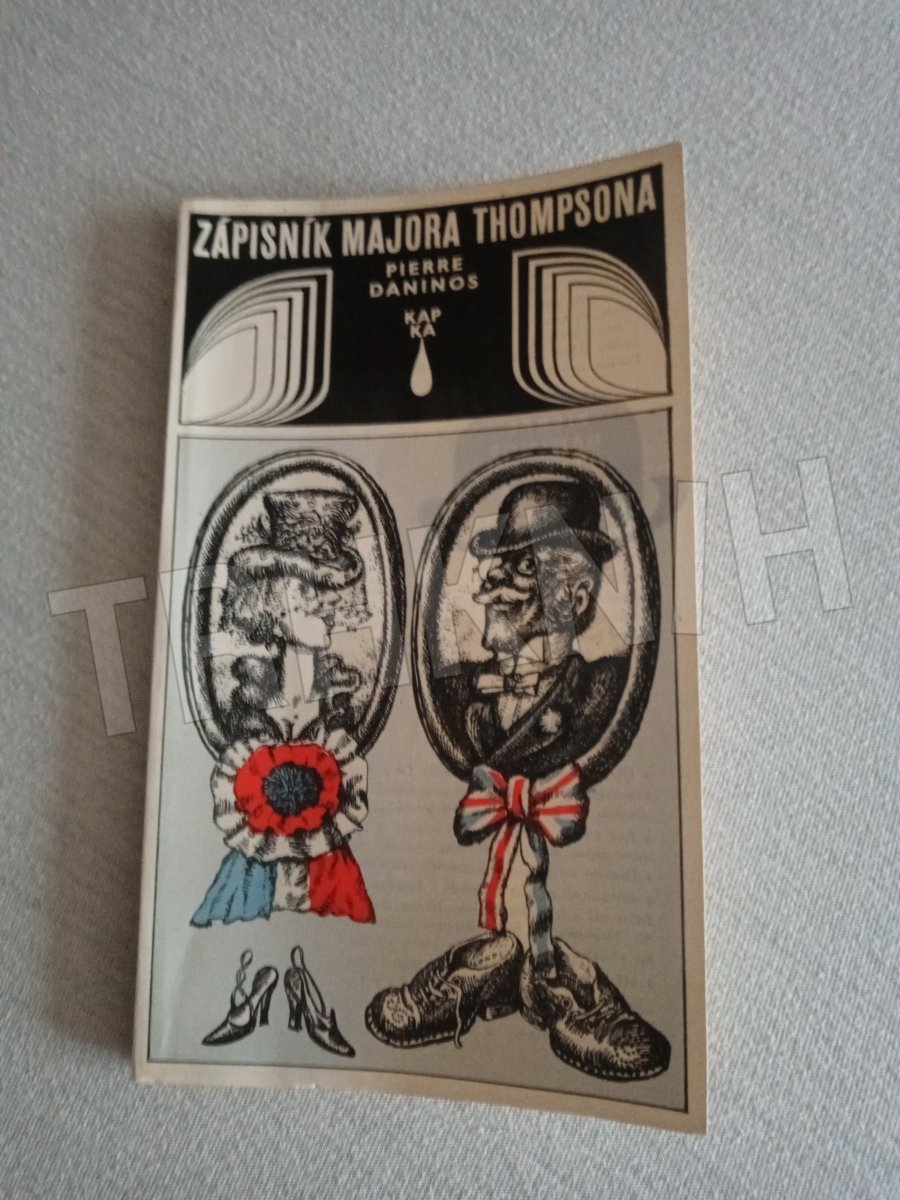 ZÁPISNÍK MAJORA THOMPSONA
PIERRE
DANINOS
KAP
KA